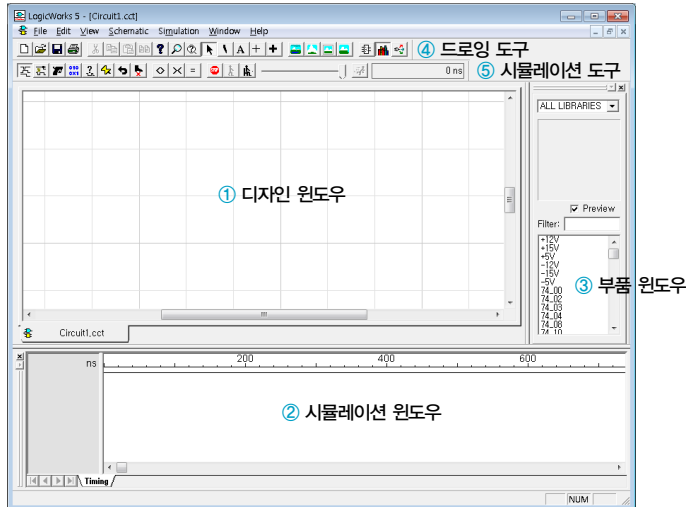 LogicWorks 5 - [Circuit1.cct]
File Edit View Schematic Simulation Window Help
④ 드로잉 도구
0 ns
⑤ 시뮬레이션 도구
ALL LIBRARIES
① 디자인 윈도우
Preview
Filter:
+12V
+15V
+5V
-12V
-15V
-5V
74_00
74_02
74_03
74_04
74_08
74_10
③ 부품 윈도우
Circuit1.cct
ns 200 400 600
② 시뮬레이션 윈도우
Timing
NUM